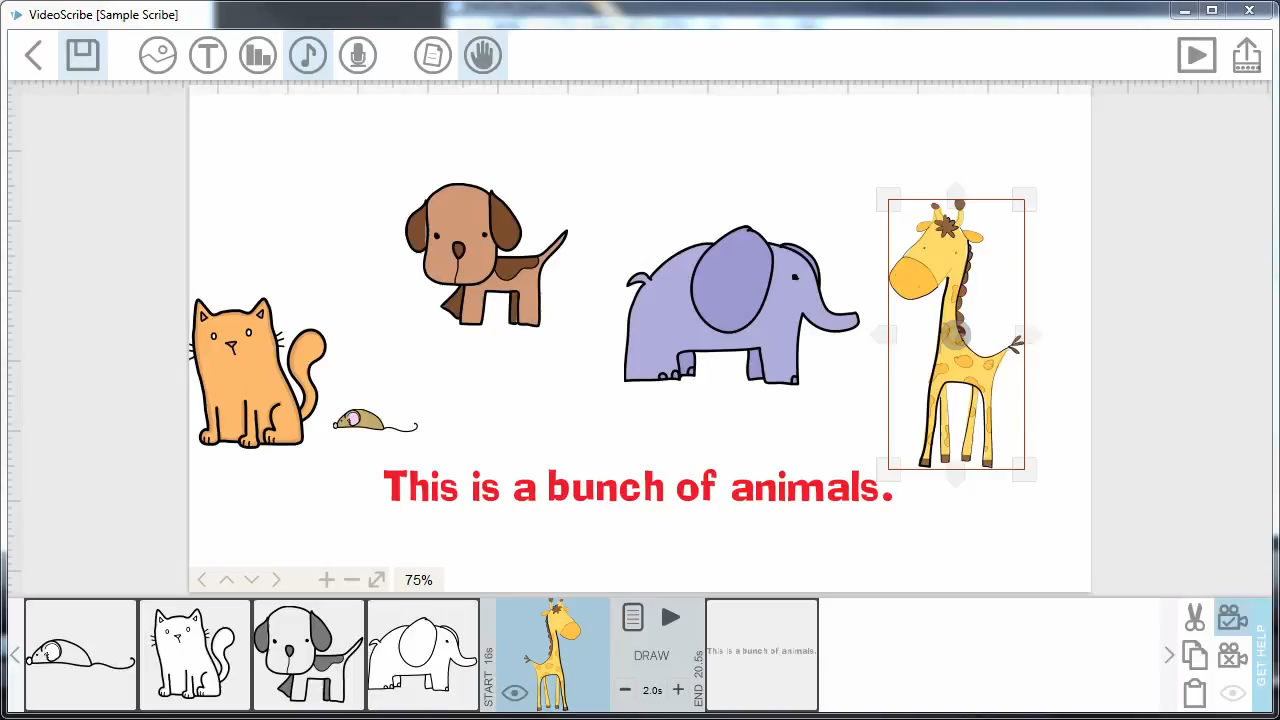 VideoScribe [Sample Scribe]
T
This is a bunch of animals.
75%
START 16s
DRAW
2.0s
END 20.5s
This is a bunch of animals.
GET HELP